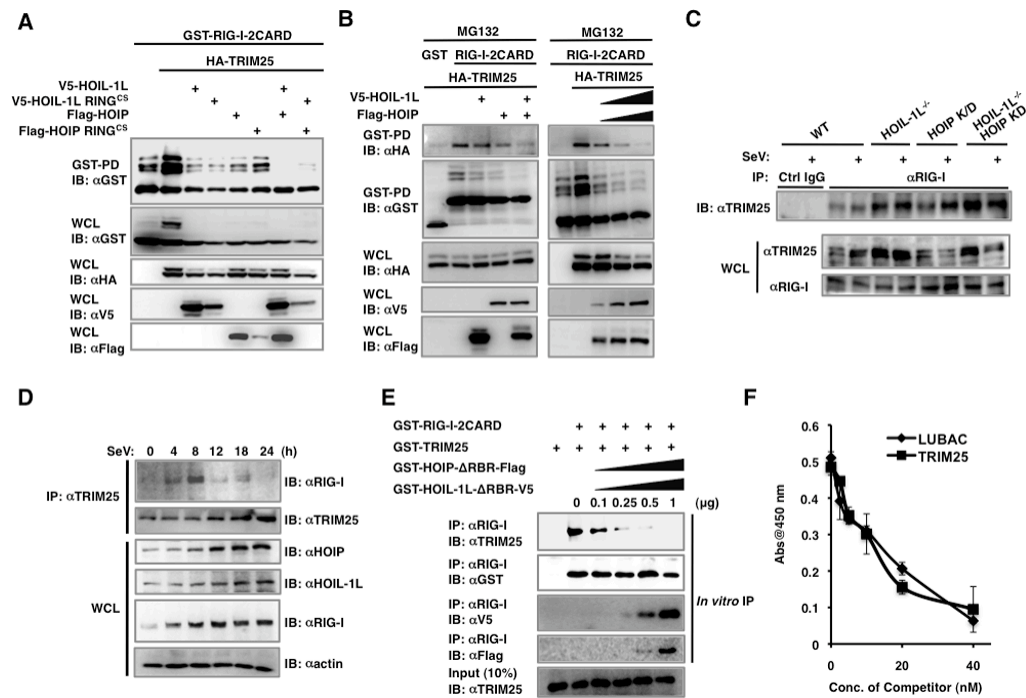 A
GST-RIG-I-2CARD
HA-TRIM25
V5-HOIL-1L + +
V5-HOIL-1L RING^CS + +
Flag-HOIP + +
Flag-HOIP RING^CS + +
GST-PD
IB: αGST
WCL
IB: αGST
WCL
IB: αHA
WCL
IB: αV5
WCL
IB: αFlag
B
MG132 MG132
GST RIG-I-2CARD RIG-I-2CARD
HA-TRIM25 HA-TRIM25
V5-HOIL-1L + +
Flag-HOIP + +
GST-PD
IB: αHA
GST-PD
IB: αGST
WCL
IB: αHA
WCL
IB: αV5
WCL
IB: αFlag
C
WT HOIL-1L-/- HOIP K/D HOIL-1L-/- HOIP KD
SeV: + + + + +
IP: Ctrl IgG αRIG-I
IB: αTRIM25
WCL
αTRIM25
αRIG-I
D
SeV: 0 4 8 12 18 24 (h)
IP: αTRIM25
IB: αRIG-I
IB: αTRIM25
WCL
IB: αHOIP
IB: αHOIL-1L
IB: αRIG-I
IB: αactin
E
GST-RIG-I-2CARD + + + + +
GST-TRIM25 + + + + + +
GST-HOIP-ΔRBR-Flag
GST-HOIL-1L-ΔRBR-V5
0 0.1 0.25 0.5 1 (µg)
IP: αRIG-I
IB: αTRIM25
IP: αRIG-I
IB: αGST
IP: αRIG-I
IB: αV5
IP: αRIG-I
IB: αFlag
Input (10%)
IB: αTRIM25
In vitro IP
F
LUBAC
TRIM25
Abs@450 nm
0.6
0.5
0.4
0.3
0.2
0.1
0
0 20 40
Conc. of Competitor (nM)